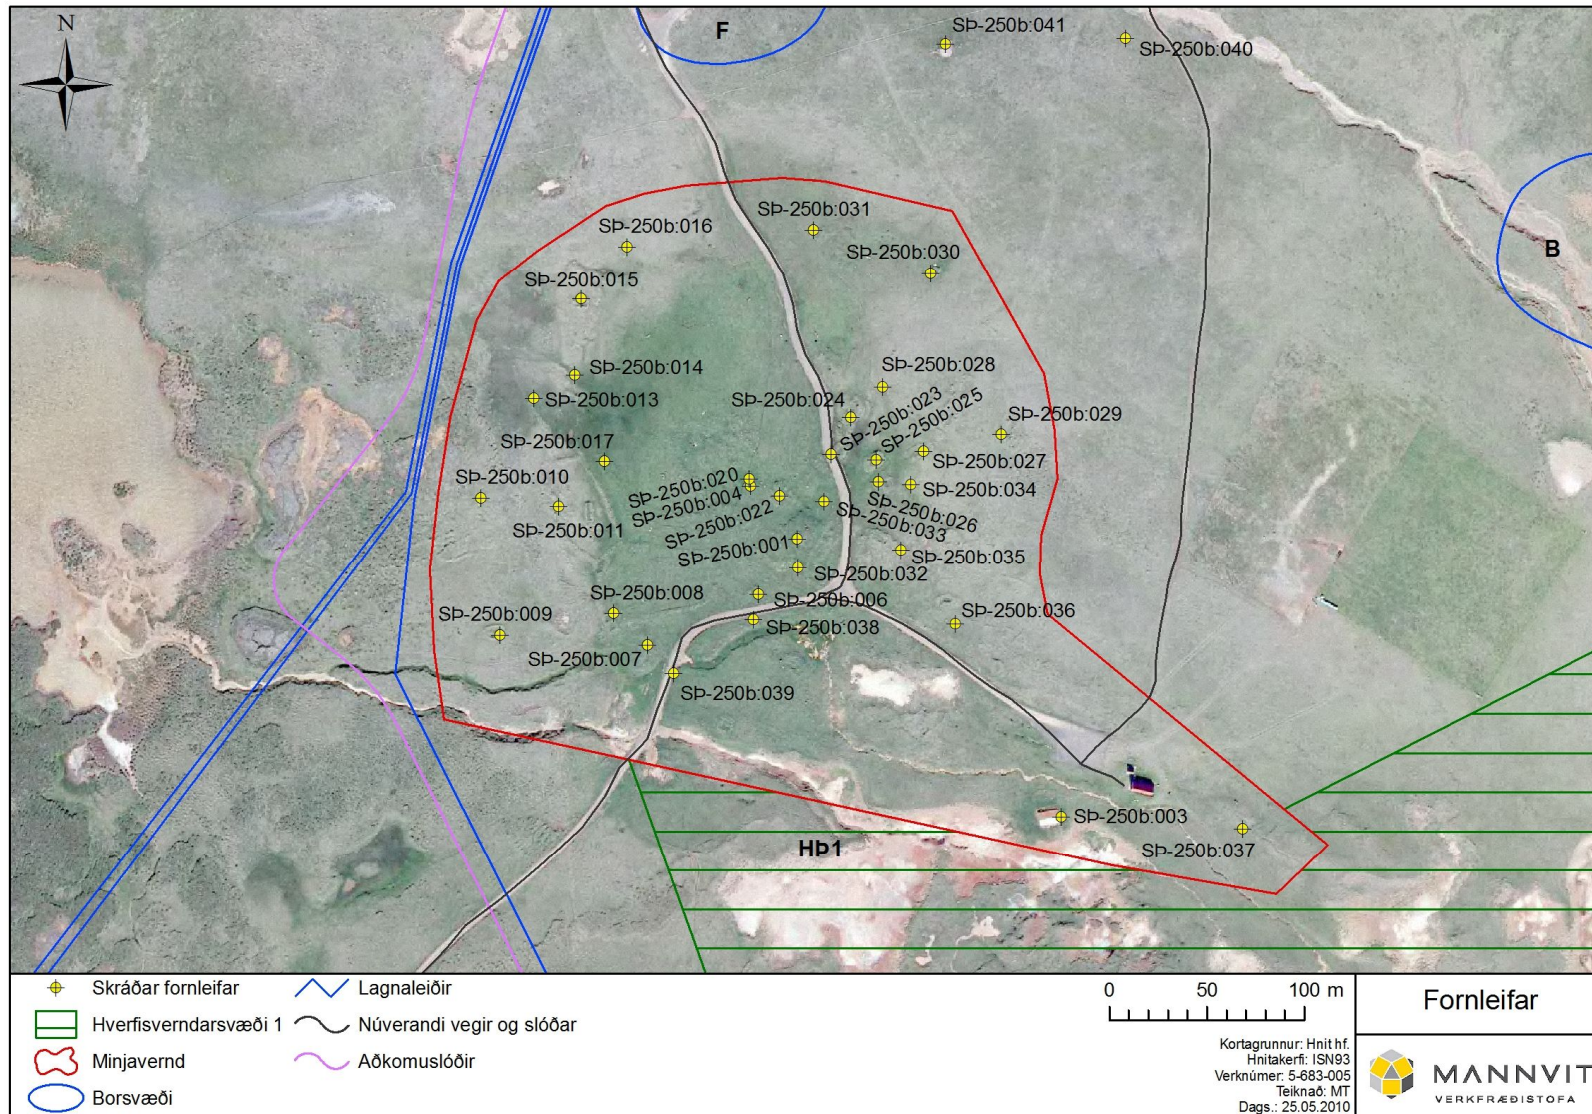 N
F
SÞ-250b:041
SÞ-250b:040
B
SÞ-250b:031
SÞ-250b:016
SÞ-250b:030
SÞ-250b:015
SÞ-250b:014
SÞ-250b:028
SÞ-250b:013
SÞ-250b:024
SÞ-250b:023
SÞ-250b:025
SÞ-250b:029
SÞ-250b:017
SÞ-250b:027
SÞ-250b:010
SÞ-250b:020
SÞ-250b:004
SÞ-250b:034
SÞ-250b:011
SÞ-250b:022
SÞ-250b:026
SÞ-250b:033
SÞ-250b:001
SÞ-250b:035
SÞ-250b:032
SÞ-250b:008
SÞ-250b:006
SÞ-250b:036
SÞ-250b:009
SÞ-250b:038
SÞ-250b:007
SÞ-250b:039
SÞ-250b:003
SÞ-250b:037
HÞ1
Skráðar fornleifar
Hverfisverndarsvæði 1
Minjavernd
Borsvæði
Lagnaleiðir
Núverandi vegir og slóðar
Aðkomuslóðir
0 50 100 m
Kortagrunnur: Hnit hf.
Hnitakerfi: ISN93
Verknúmer: 5-683-005
Teiknað: MT
Dags.: 25.05.2010
Fornleifar
MANNVIT
VERKFRÆÐISTOFA